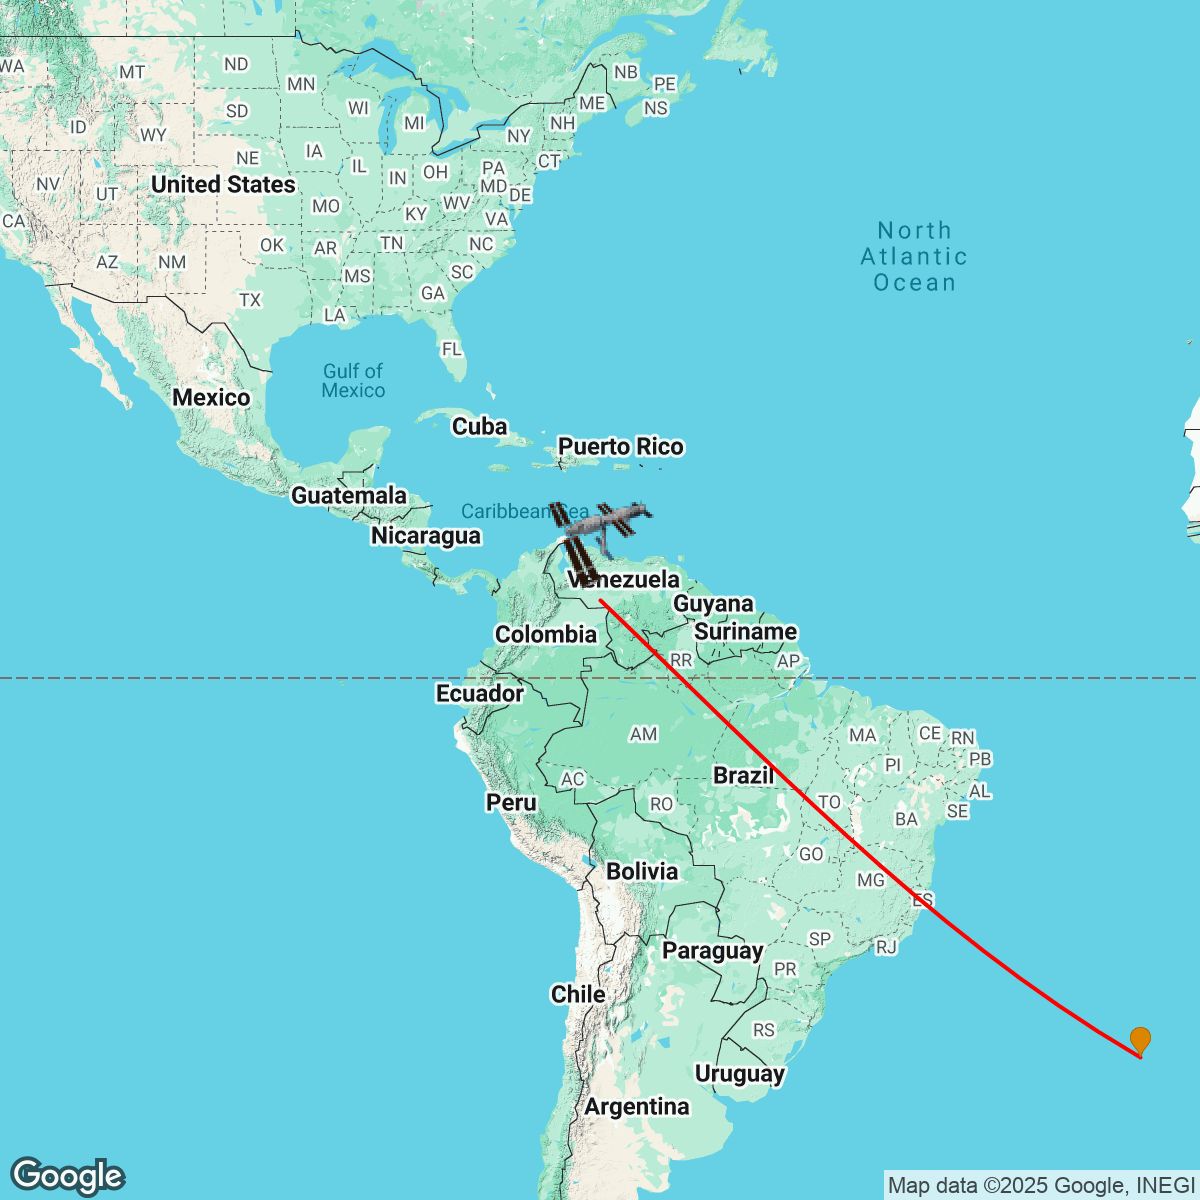 WA
MT
ND
MN
NB
PE
ID
WY
SD
WI
MI
ME
NS
NH
NY
CT
NE
IA
IL
IN
OH
PA
MD
DE
NV
UT
United States
MO
KY
WV
VA
CA
AZ
NM
OK
AR
TN
NC
MS
SC
TX
LA
GA
FL
North
Atlantic
Ocean
Gulf of
Mexico
Mexico
Cuba
Puerto Rico
Guatemala
Caribbean Sea
Nicaragua
Venezuela
Guyana
Suriname
Colombia
RR
AP
Ecuador
AM
MA
CE
RN
PI
PB
AC
Brazil
AL
Peru
RO
TO
BA
SE
GO
Bolivia
MG
ES
SP
RJ
Paraguay
PR
Chile
RS
Uruguay
Argentina
Google
Map data ©2025 Google, INEGI